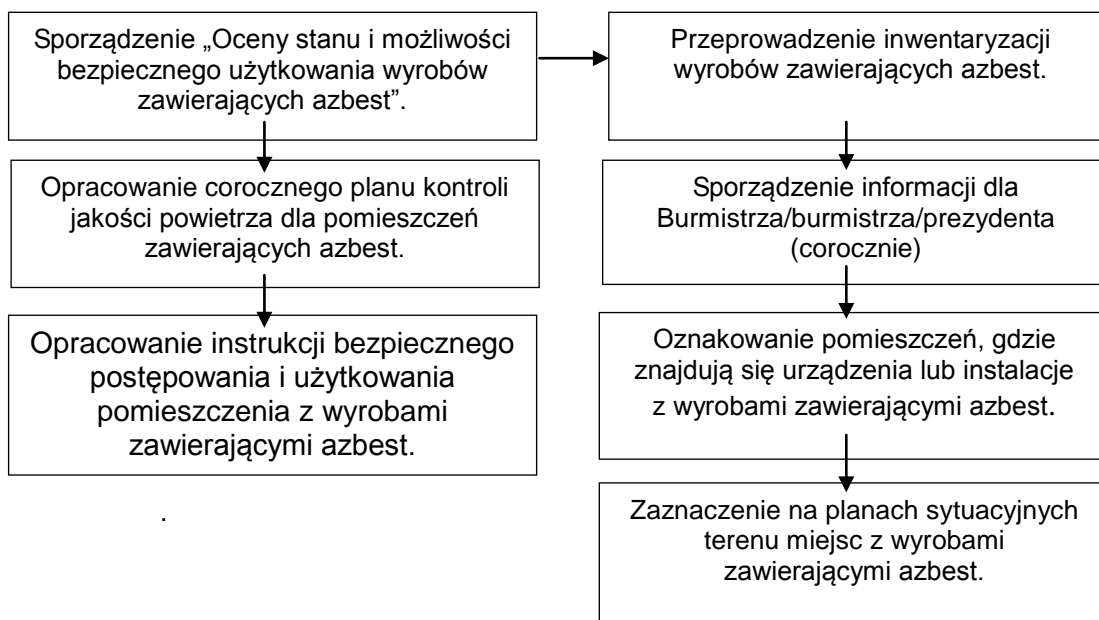 Sporządzenie „Oceny stanu i możliwości
bezpiecznego użytkowania wyrobów
zawierających azbest”.
Przeprowadzenie inwentaryzacji
wyrobów zawierających azbest.
Opracowanie corocznego planu kontroli
jakości powietrza dla pomieszczeń
zawierających azbest.
Sporządzenie informacji dla
Burmistrza/burmistrza/prezydenta
(corocznie)
Opracowanie instrukcji bezpiecznego
postępowania i użytkowania
pomieszczenia z wyrobami
zawierającymi azbest.
Oznakowanie pomieszczeń, gdzie
znajdują się urządzenia lub instalacje
z wyrobami zawierającymi azbest.
.
Zaznaczenie na planach sytuacyjnych
terenu miejsc z wyrobami
zawierającymi azbest.